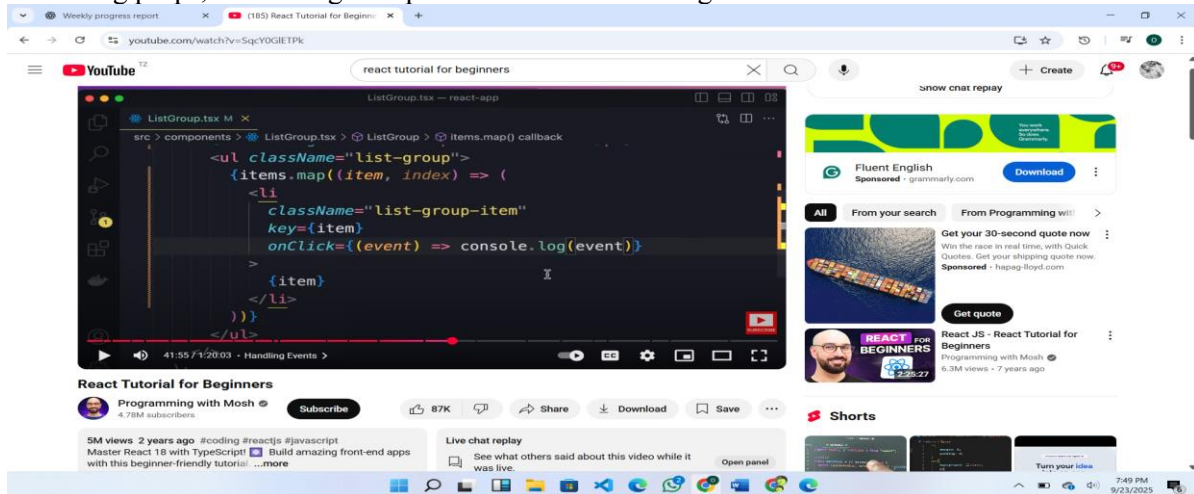 Weekly progress report
(185) React Tutorial for Beginne
youtube.com/watch?v=SqcY0GlETPk
YouTube TZ
react tutorial for beginners
Create
9+
ListGroup.tsx — react-app
ListGroup.tsx M
src > components > ListGroup.tsx > ListGroup > items.map() callback
<ul className="list-group">
{items.map((item, index) => (
<li
className="list-group-item"
key={item}
onClick={(event) => console.log(event)}
>
{item}
</li>
))}
</ul>
SUBSCRIBE
41:55 / 1:20:03 • Handling Events >
CC
React Tutorial for Beginners
Programming with Mosh
4.78M subscribers
Subscribe
87K
Share
Download
Save
5M views 2 years ago #coding #reactjs #javascript
Master React 18 with TypeScript! Build amazing front-end apps
with this beginner-friendly tutorial. ...more
Live chat replay
See what others said about this video while it
was live.
Open panel
Show chat replay
You work
everywhere.
So does
Grammarly.
Fluent English
Sponsored • grammarly.com
Download
All
From your search
From Programming wit
Get your 30-second quote now
Win the race in real time, with Quick
Quotes. Get your shipping quote now.
Sponsored • hapag-lloyd.com
Get quote
REACT FOR
BEGINNERS
2:25:27
React JS - React Tutorial for
Beginners
Programming with Mosh
6.3M views • 7 years ago
Shorts
Turn your idea
7:49 PM
9/23/2025